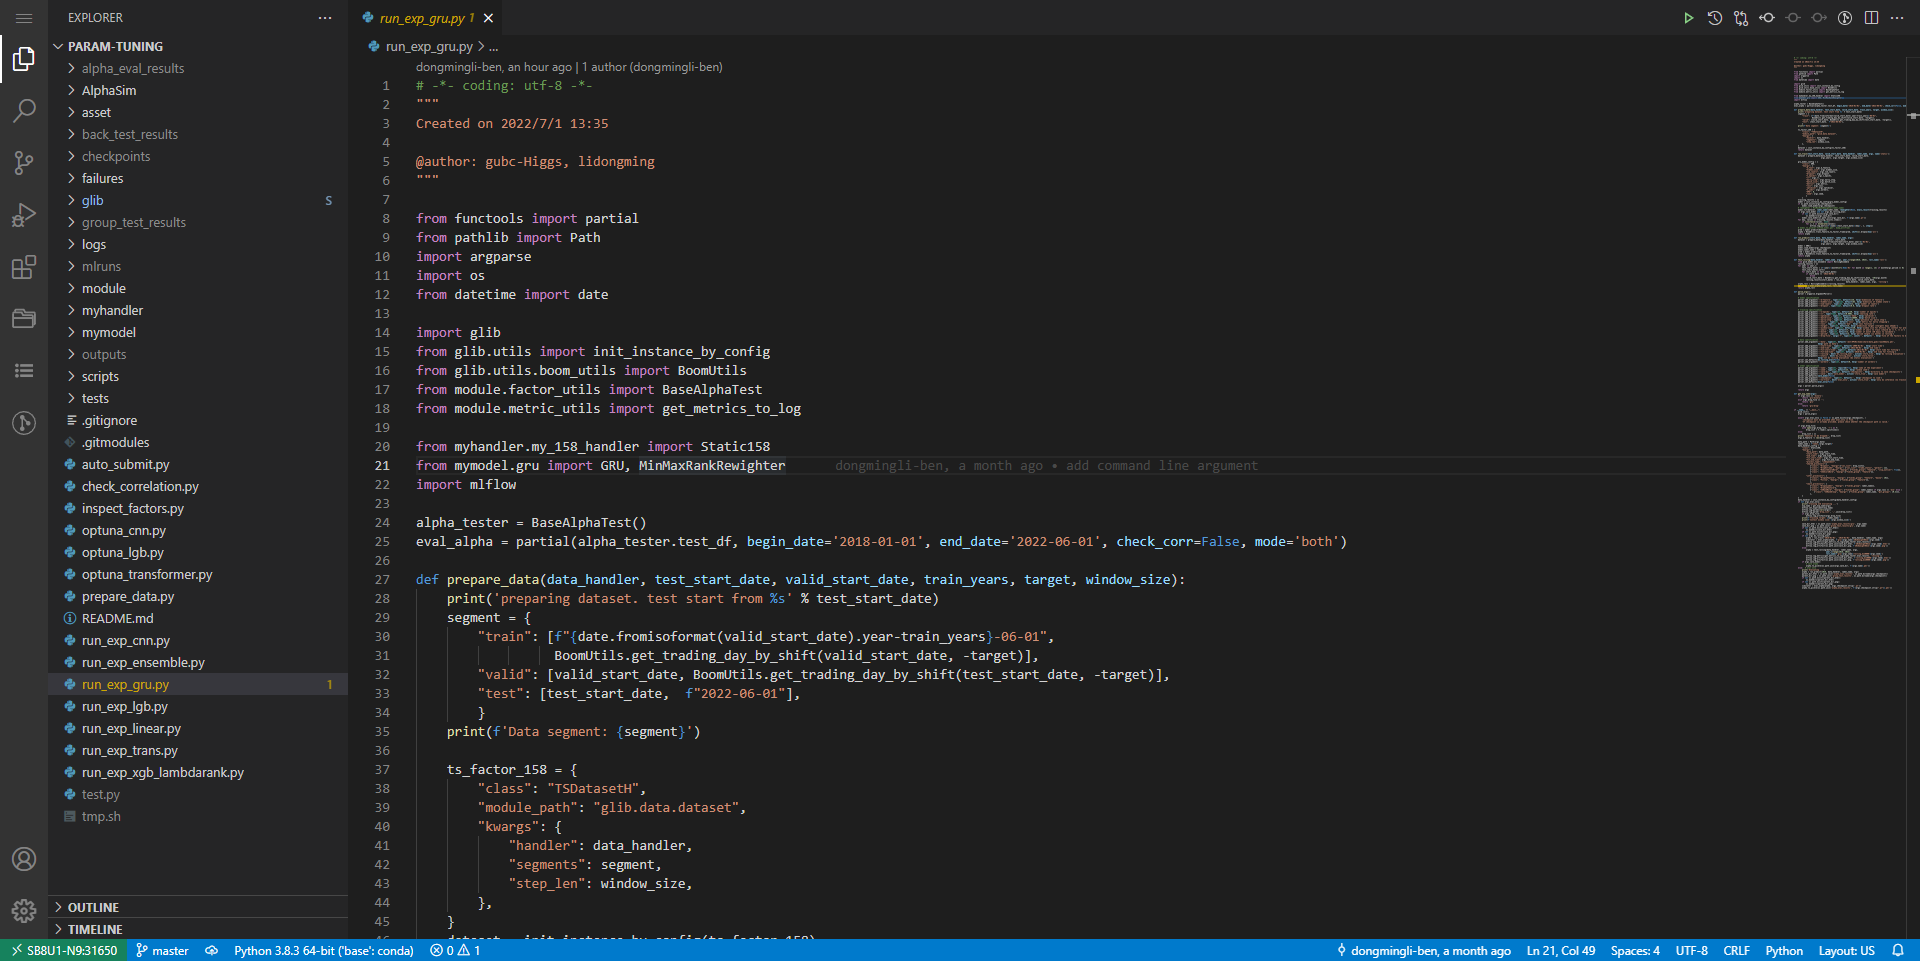 EXPLORER
···
PARAM-TUNING
alpha_eval_results
AlphaSim
asset
back_test_results
checkpoints
failures
glib S
group_test_results
logs
mlruns
module
myhandler
mymodel
outputs
scripts
tests
.gitignore
.gitmodules
auto_submit.py
check_correlation.py
inspect_factors.py
optuna_cnn.py
optuna_lgb.py
optuna_transformer.py
prepare_data.py
README.md
run_exp_cnn.py
run_exp_ensemble.py
run_exp_gru.py 1
run_exp_lgb.py
run_exp_linear.py
run_exp_trans.py
run_exp_xgb_lambdarank.py
test.py
tmp.sh
OUTLINE
TIMELINE
run_exp_gru.py 1
run_exp_gru.py > ...
dongmingli-ben, an hour ago | 1 author (dongmingli-ben)
1 # -*- coding: utf-8 -*-
2 """
3 Created on 2022/7/1 13:35
4
5 @author: gubc-Higgs, lidongming
6 """
7
8 from functools import partial
9 from pathlib import Path
10 import argparse
11 import os
12 from datetime import date
13
14 import glib
15 from glib.utils import init_instance_by_config
16 from glib.utils.boom_utils import BoomUtils
17 from module.factor_utils import BaseAlphaTest
18 from module.metric_utils import get_metrics_to_log
19
20 from myhandler.my_158_handler import Static158
21 from mymodel.gru import GRU, MinMaxRankRewighter dongmingli-ben, a month ago • add command line argument
22 import mlflow
23
24 alpha_tester = BaseAlphaTest()
25 eval_alpha = partial(alpha_tester.test_df, begin_date='2018-01-01', end_date='2022-06-01', check_corr=False, mode='both')
26
27 def prepare_data(data_handler, test_start_date, valid_start_date, train_years, target, window_size):
28 print('preparing dataset. test start from %s' % test_start_date)
29 segment = {
30 "train": [f"{date.fromisoformat(valid_start_date).year-train_years}-06-01",
31 BoomUtils.get_trading_day_by_shift(valid_start_date, -target)],
32 "valid": [valid_start_date, BoomUtils.get_trading_day_by_shift(test_start_date, -target)],
33 "test": [test_start_date, f"2022-06-01"],
34 }
35 print(f'Data segment: {segment}')
36
37 ts_factor_158 = {
38 "class": "TSDatasetH",
39 "module_path": "glib.data.dataset",
40 "kwargs": {
41 "handler": data_handler,
42 "segments": segment,
43 "step_len": window_size,
44 },
45 }
46 dataset = init_instance_by_config(ts_factor_158)
SB8U1-N9:31650 master Python 3.8.3 64-bit ('base': conda) 0 1 dongmingli-ben, a month ago Ln 21, Col 49 Spaces: 4 UTF-8 CRLF Python Layout: US